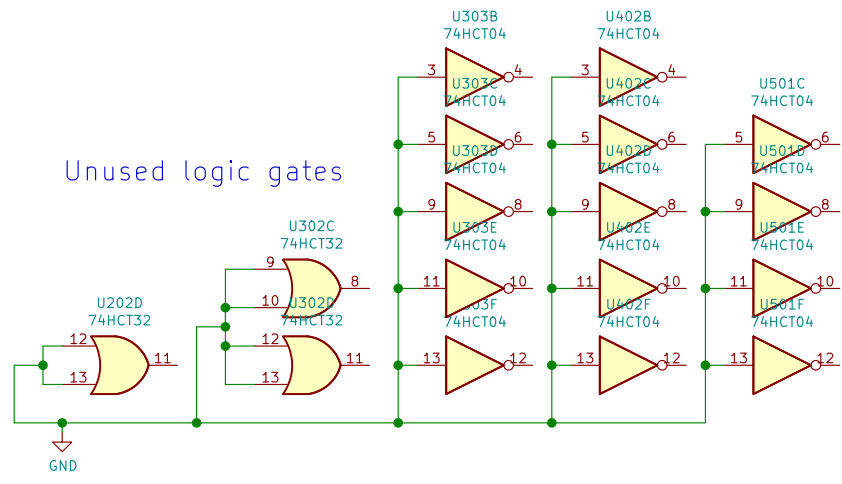 U303B
74HCT04
3
4
U402B
74HCT04
3
4
U303C
74HCT04
5
6
U402C
74HCT04
5
6
U501C
74HCT04
5
6
Unused logic gates
U303D
74HCT04
9
8
U402D
74HCT04
9
8
U501D
74HCT04
9
8
U302C
74HCT32
9
10
8
U303E
74HCT04
11
10
U402E
74HCT04
11
10
U501E
74HCT04
11
10
U202D
74HCT32
12
13
11
U302D
74HCT32
12
13
11
U303F
74HCT04
13
12
U402F
74HCT04
13
12
U501F
74HCT04
13
12
GND